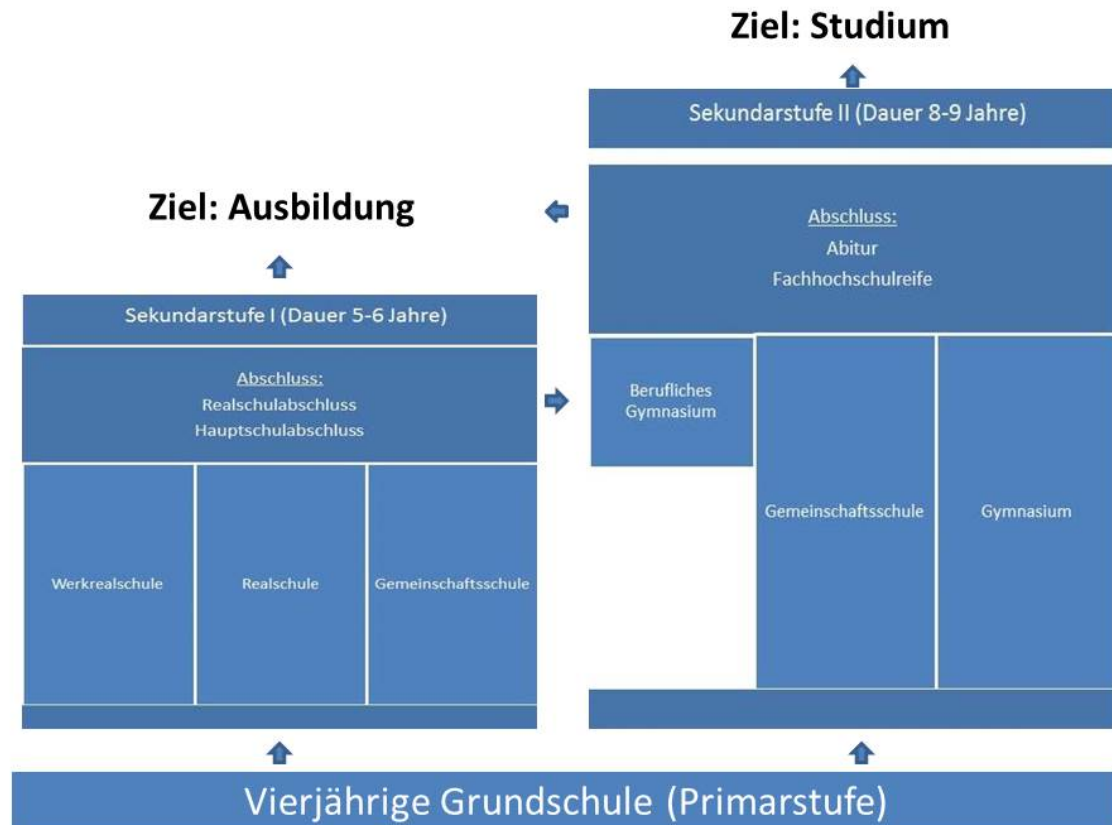 Ziel: Studium
Sekundarstufe II (Dauer 8-9 Jahre)
Ziel: Ausbildung
Abschluss:
Abitur
Fachhochschulreife
Sekundarstufe I (Dauer 5-6 Jahre)
Abschluss:
Realschulabschluss
Hauptschulabschluss
Berufliches
Gymnasium
Gemeinschaftsschule
Gymnasium
Werkrealschule
Realschule
Gemeinschaftsschule
Vierjährige Grundschule (Primarstufe)